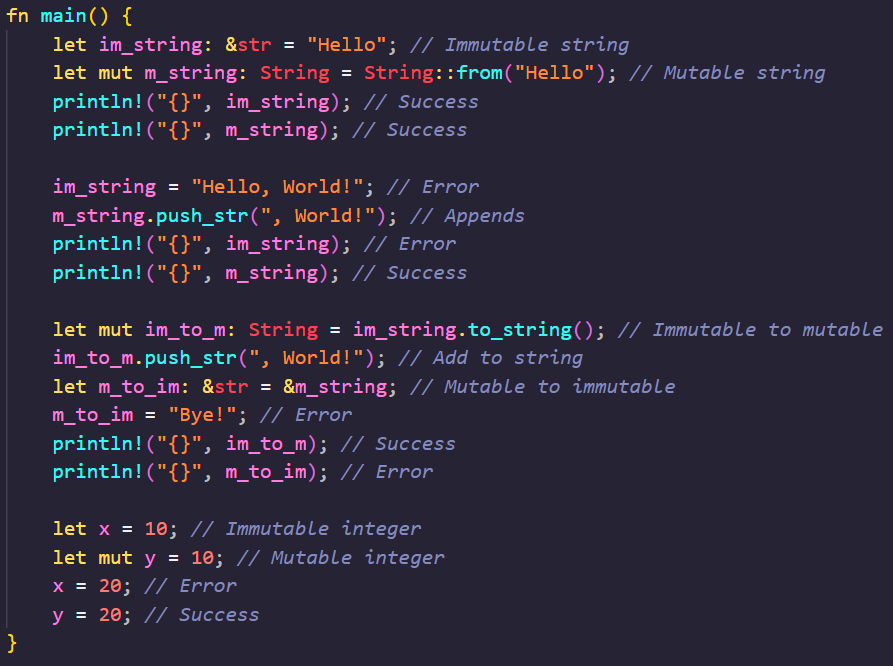 fn main() {
    let im_string: &str = "Hello"; // Immutable string
    let mut m_string: String = String::from("Hello"); // Mutable string
    println!("{}", im_string); // Success
    println!("{}", m_string); // Success

    im_string = "Hello, World!"; // Error
    m_string.push_str(", World!"); // Appends
    println!("{}", im_string); // Error
    println!("{}", m_string); // Success

    let mut im_to_m: String = im_string.to_string(); // Immutable to mutable
    im_to_m.push_str(", World!"); // Add to string
    let m_to_im: &str = &m_string; // Mutable to immutable
    m_to_im = "Bye!"; // Error
    println!("{}", im_to_m); // Success
    println!("{}", m_to_im); // Error

    let x = 10; // Immutable integer
    let mut y = 10; // Mutable integer
    x = 20; // Error
    y = 20; // Success
}